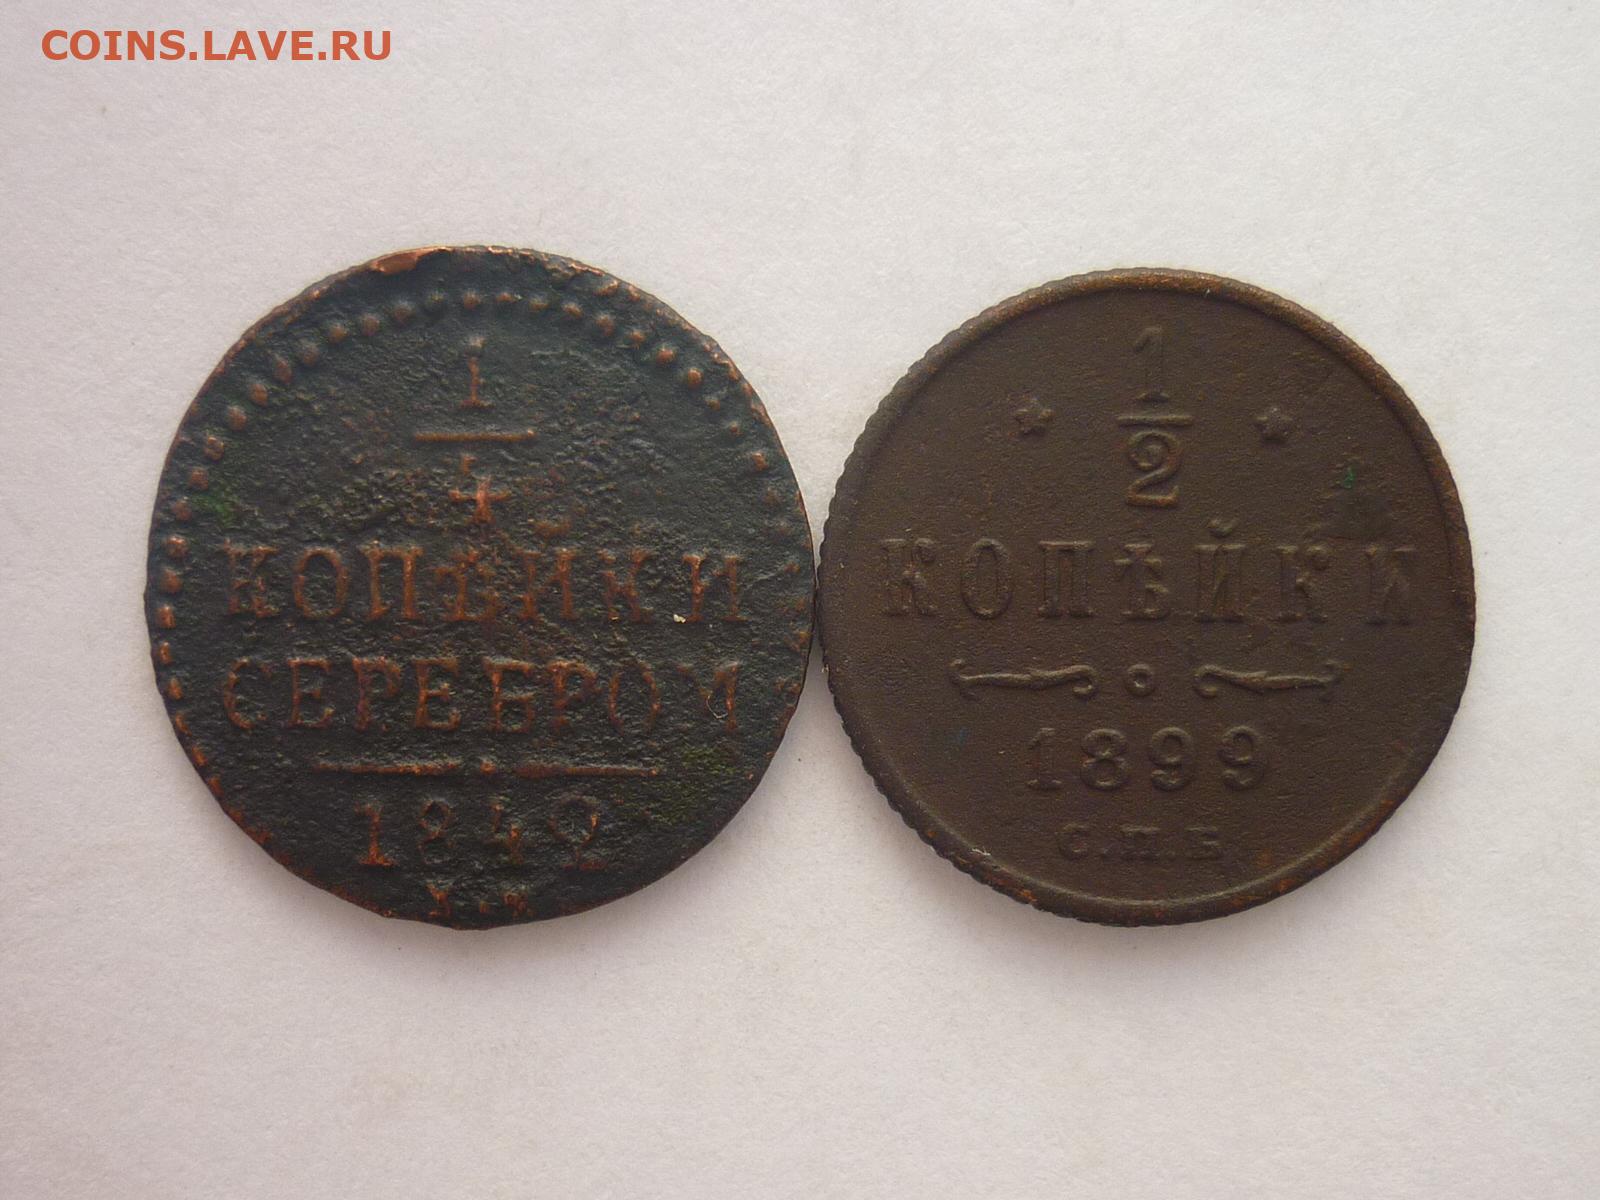 COINS.LAVE.RU
1
4
КОПѢЙКИ
СЕРЕБРОМ
1842
1
2
КОПѢЙКИ
1899
С.П.Б.